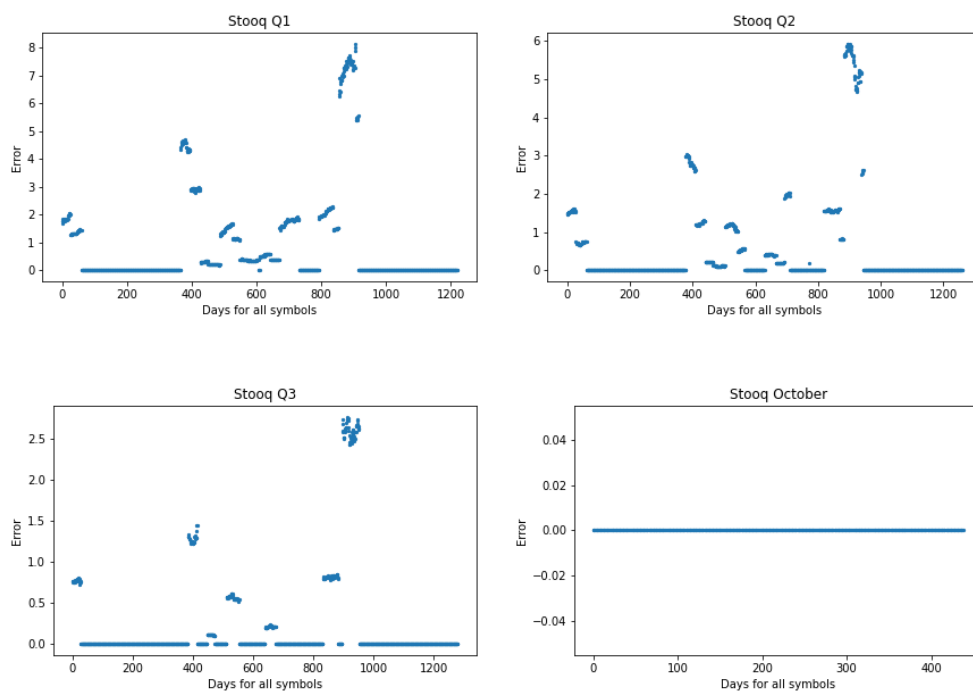 Stooq Q1
8
7
6
5
4
3
2
1
0
Error
0 200 400 600 800 1000 1200
Days for all symbols
Stooq Q2
6
5
4
3
2
1
0
Error
0 200 400 600 800 1000 1200
Days for all symbols
Stooq Q3
2.5
2.0
1.5
1.0
0.5
0.0
Error
0 200 400 600 800 1000 1200
Days for all symbols
Stooq October
0.04
0.02
0.00
−0.02
−0.04
Error
0 100 200 300 400
Days for all symbols